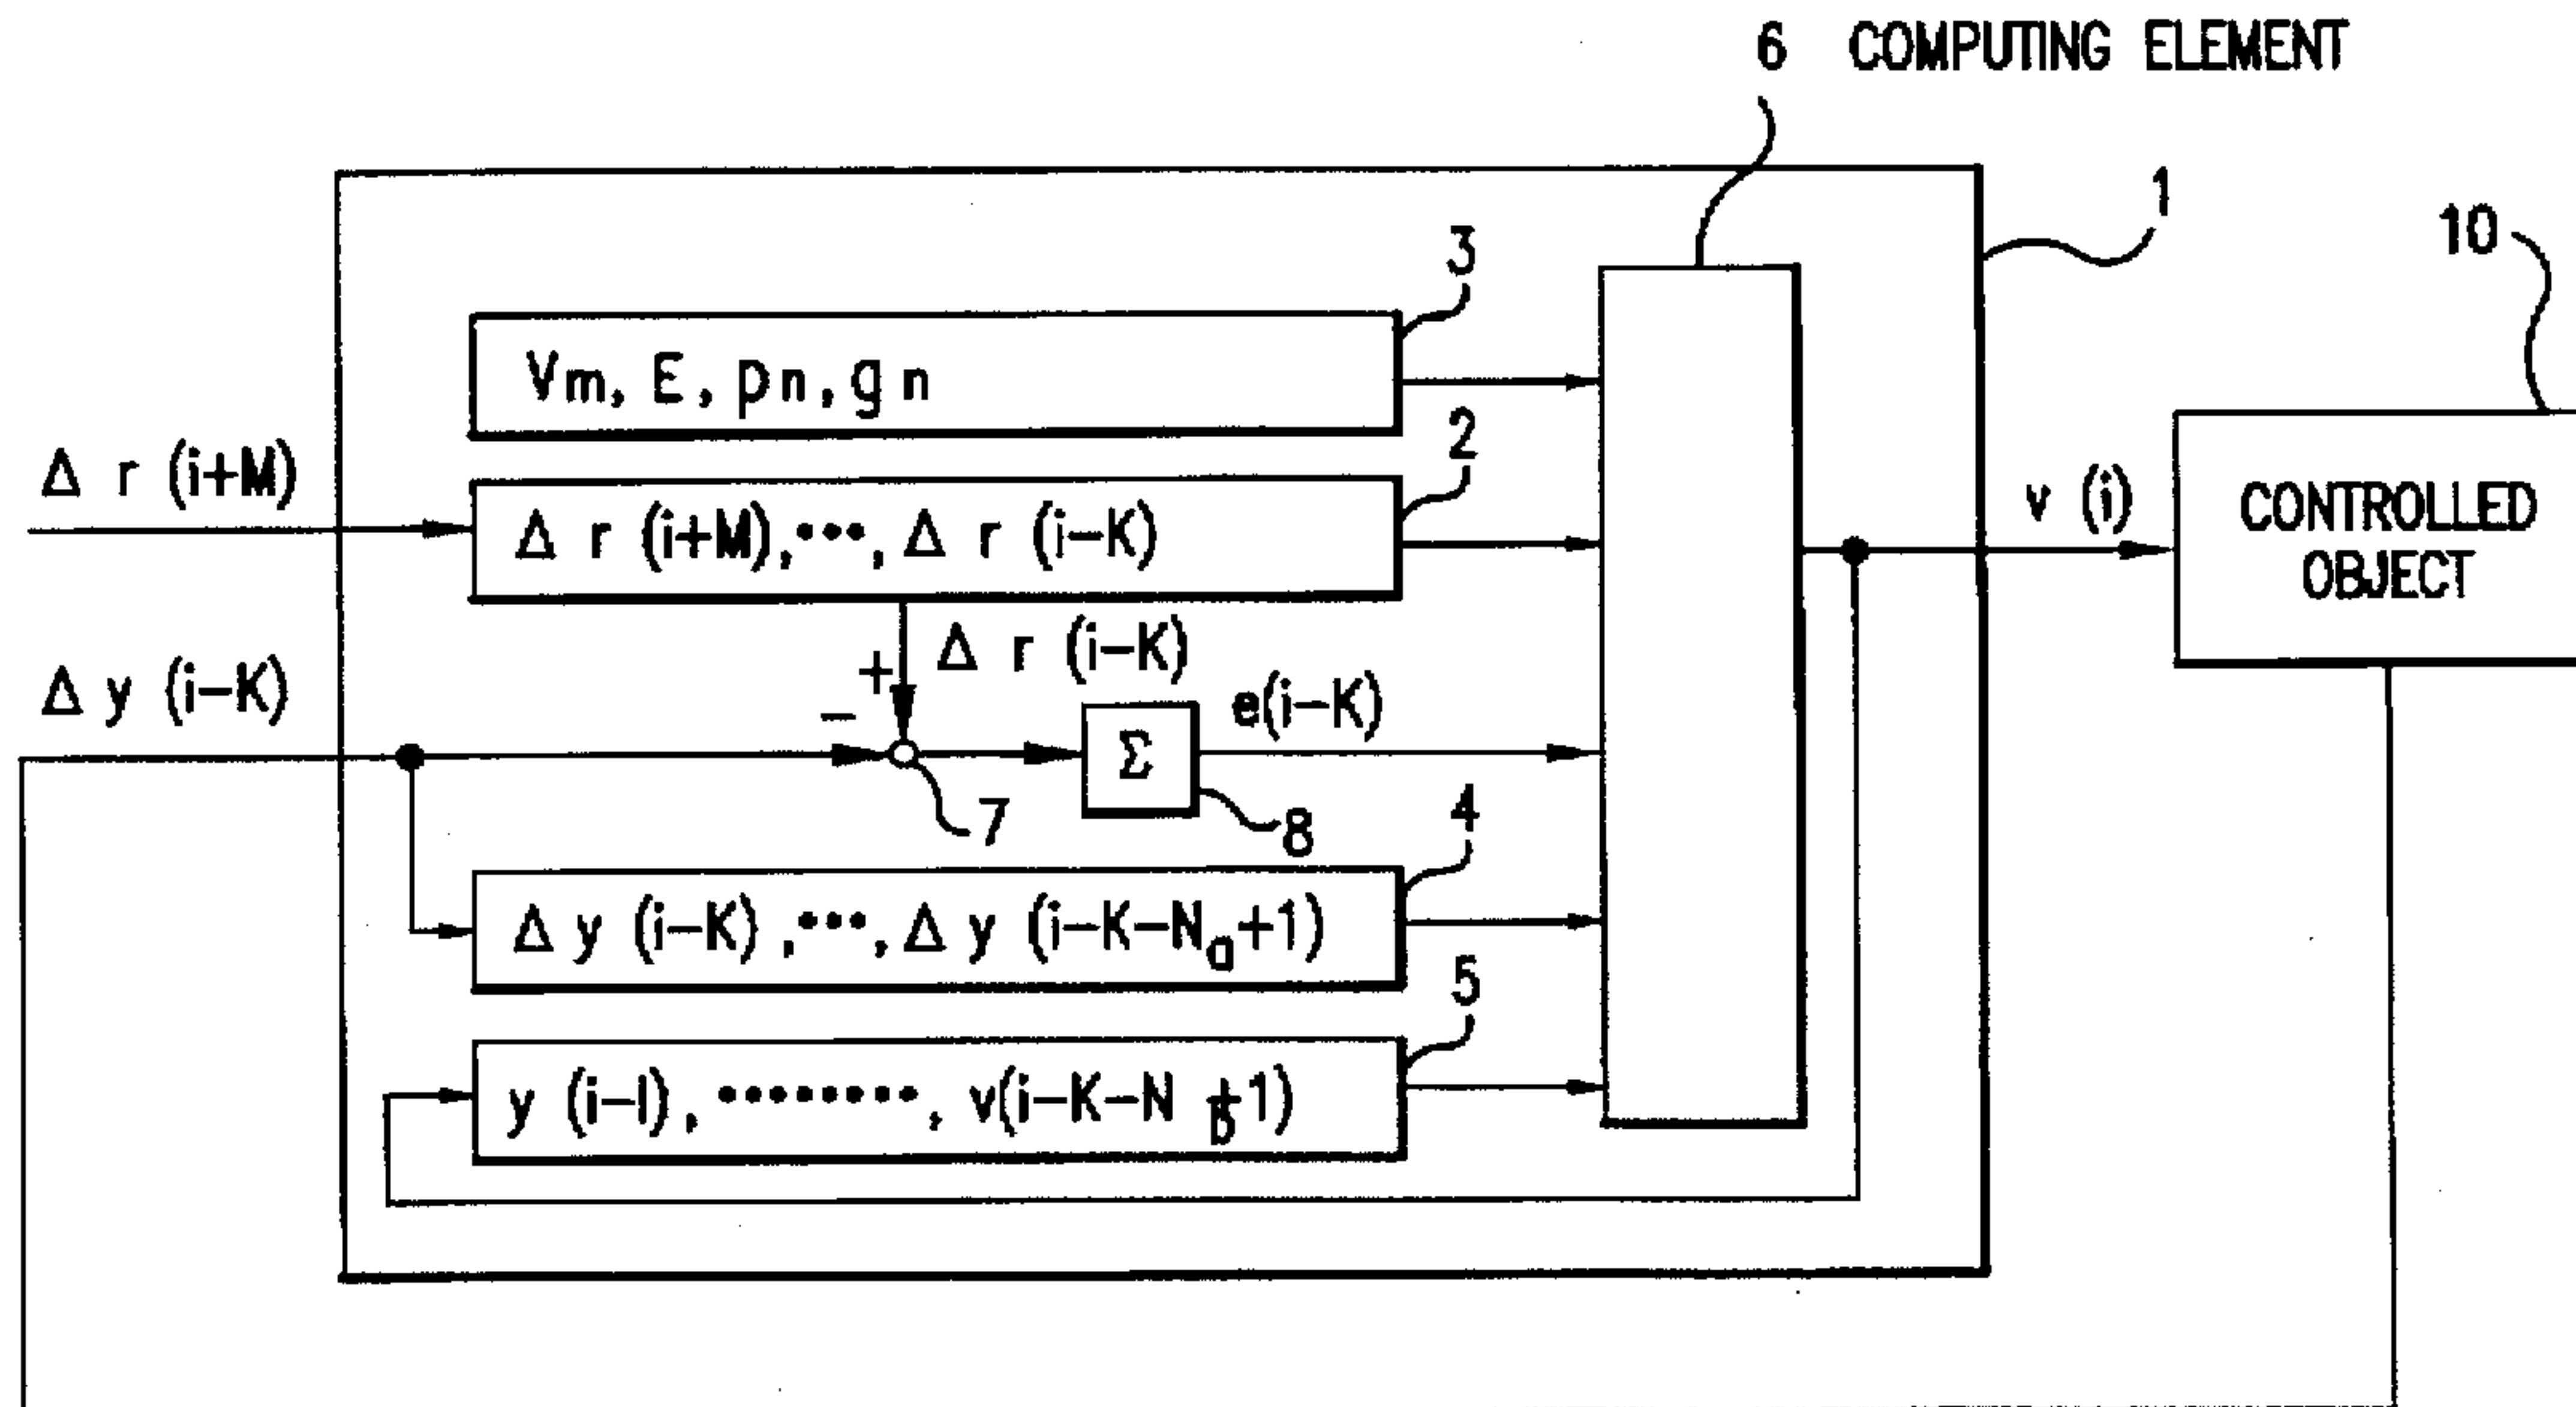 6 COMPUTING ELEMENT
1
10
3
Vm, E, pn, gn
2
Δ r (i+M)
Δ r (i+M), •••, Δ r (i−K)
v (i)
CONTROLLED
OBJECT
Δ r (i−K)
+
Δ y (i−K)
−
e(i−K)
Σ
7
8
4
Δ y (i−K) , •••, Δ y (i−K−Na+1)
5
y (i−I), ••••••••, v(i−K−N b+1)